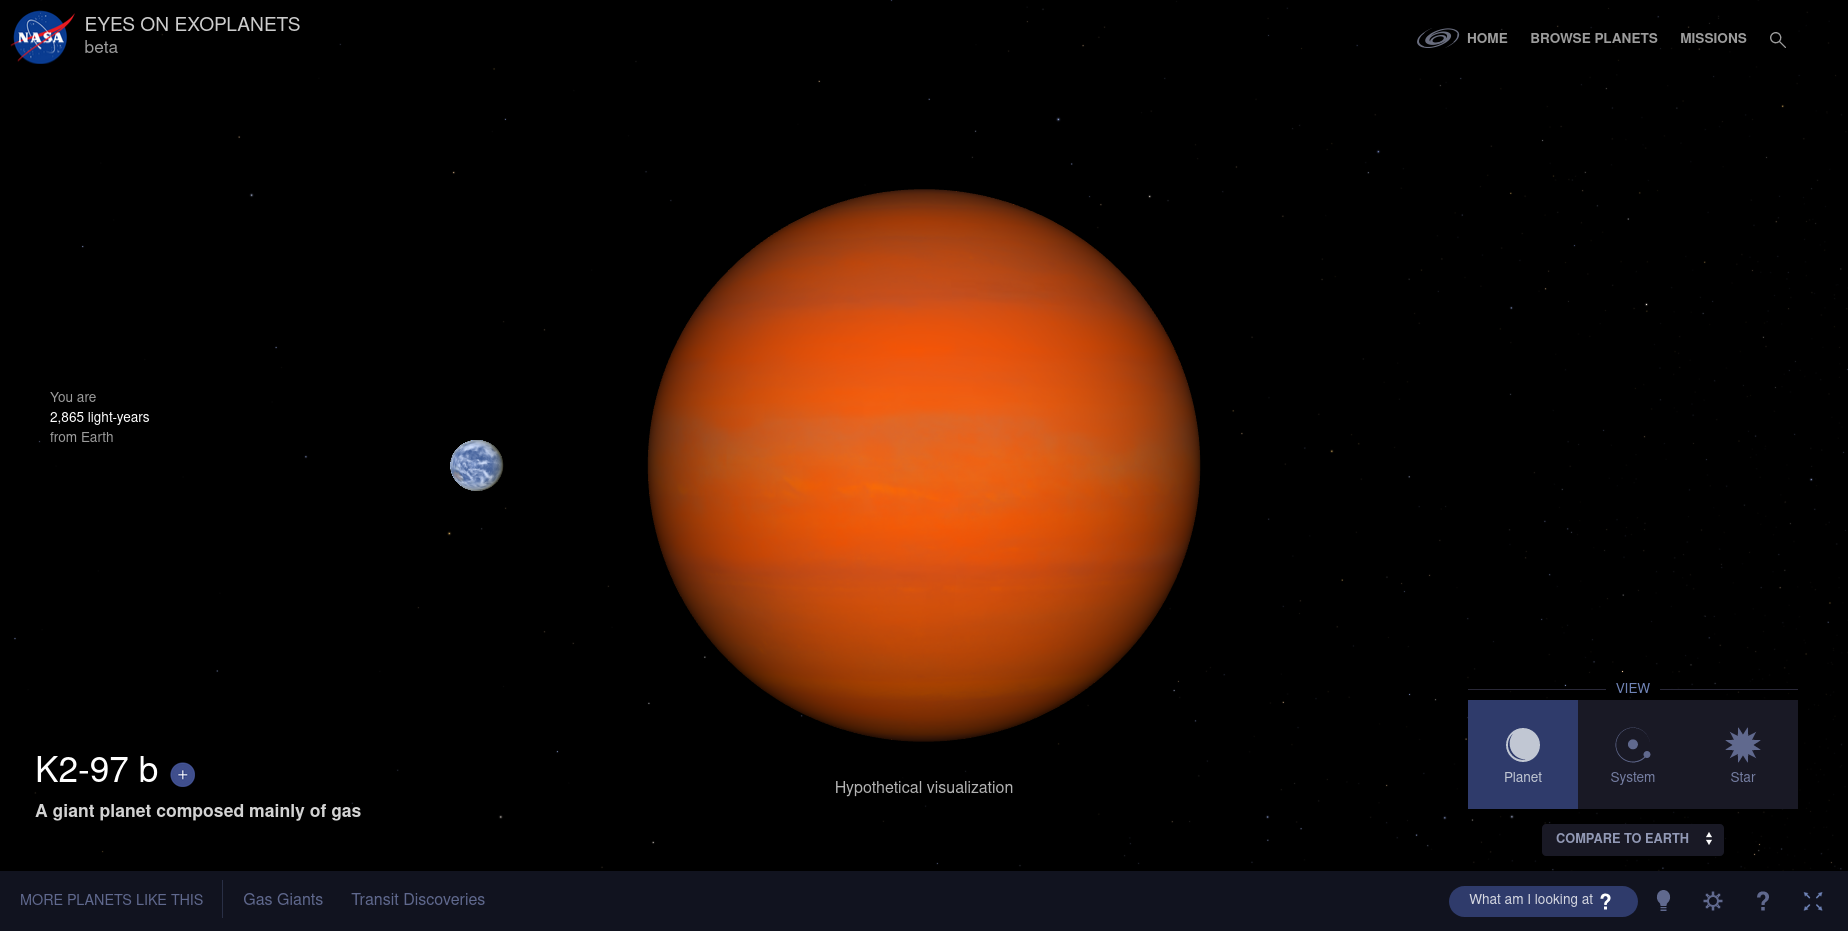 NASA
EYES ON EXOPLANETS
beta
HOME
BROWSE PLANETS
MISSIONS
You are
2,865 light-years
from Earth
K2-97 b +
A giant planet composed mainly of gas
Hypothetical visualization
VIEW
Planet
System
Star
COMPARE TO EARTH
MORE PLANETS LIKE THIS
Gas Giants
Transit Discoveries
What am I looking at ?
?